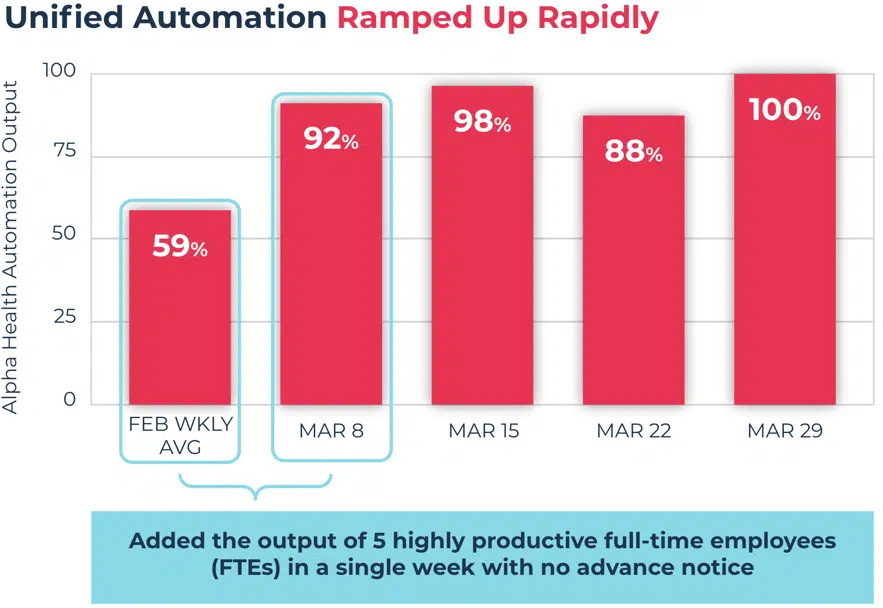 Unified Automation Ramped Up Rapidly
Alpha Health Automation Output
100
75
50
25
0
59%
92%
98%
88%
100%
FEB WKLY
AVG
MAR 8
MAR 15
MAR 22
MAR 29
Added the output of 5 highly productive full-time employees
(FTEs) in a single week with no advance notice